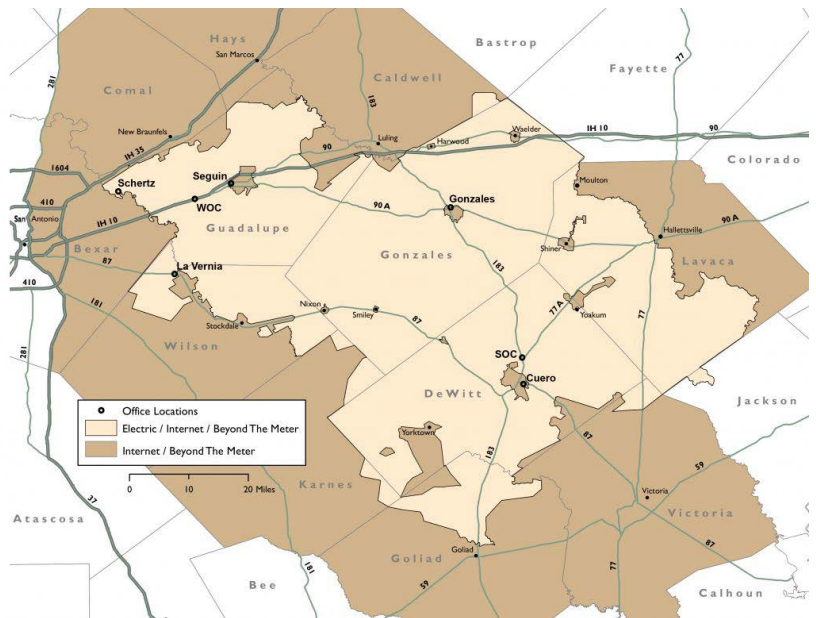 Hays
Bastrop
San Marcos
Fayette
77
281
Caldwell
Comal
183
New Braunfels
IH 35
Luling
90
Harwood
Waelder
IH 10
90
1604
Colorado
Schertz
Seguin
Moulton
410
WOC
Gonzales
San Antonio
IH 10
Guadalupe
90 A
Hallettsville
90 A
Bexar
Shiner
Gonzales
Lavaca
87
La Vernia
183
410
181
Nixon
Smiley
87
77A
Yoakum
77
Stockdale
Wilson
281
SOC
Cuero
DeWitt
Jackson
Office Locations
Electric / Internet / Beyond The Meter
Internet / Beyond The Meter
Yorktown
87
183
59
0 10 20 Miles
Karnes
37
Victoria
Victoria
Atascosa
87
Goliad
Goliad
181
77
Bee
59
Calhoun